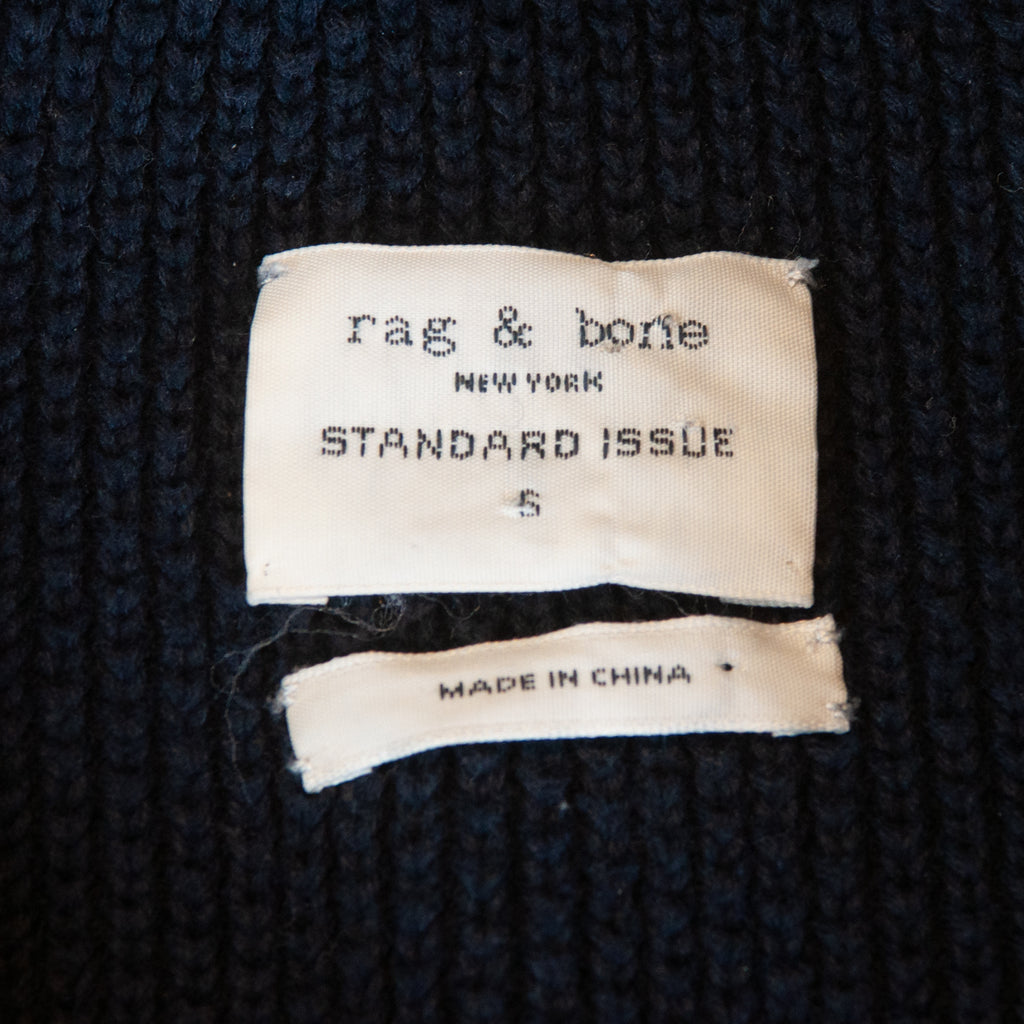 rag & bone
NEW YORK
STANDARD ISSUE
S
MADE IN CHINA